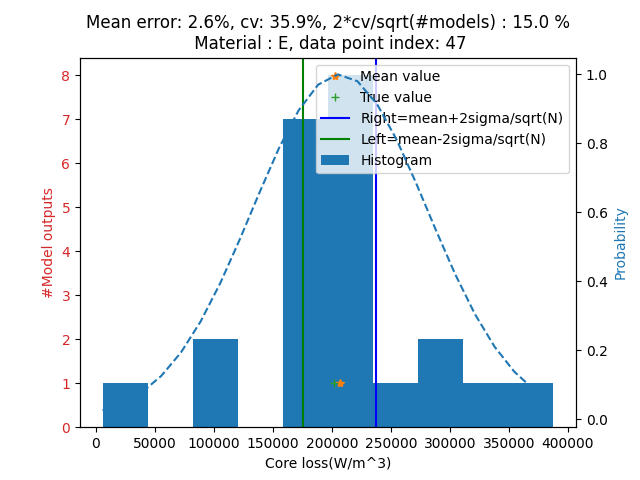 Mean error: 2.6%, cv: 35.9%, 2*cv/sqrt(#models) : 15.0 %
Material : E, data point index: 47
Mean value
True value
Right=mean+2sigma/sqrt(N)
Left=mean-2sigma/sqrt(N)
Histogram
#Model outputs
8
7
6
5
4
3
2
1
0
Probability
1.0
0.8
0.6
0.4
0.2
0.0
0 50000 100000 150000 200000 250000 300000 350000 400000
Core loss(W/m^3)